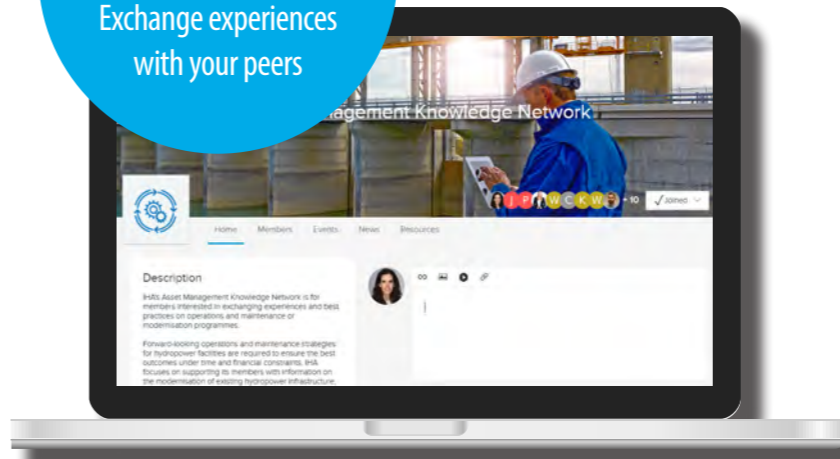 Exchange experiences
with your peers
agement Knowledge Network
J P W C K W + 10 Joined
Home Members Events News Resources
Description
IHA's Asset Management Knowledge Network is for
members interested in exchanging experiences and best
practices on operations and maintenance or
modernisation programmes.
Forward-looking operations and maintenance strategies
for hydropower facilities are required to ensure the best
outcomes under time and financial constraints. IHA
focuses on supporting its members with information on
the modernisation of existing hydropower infrastructure,